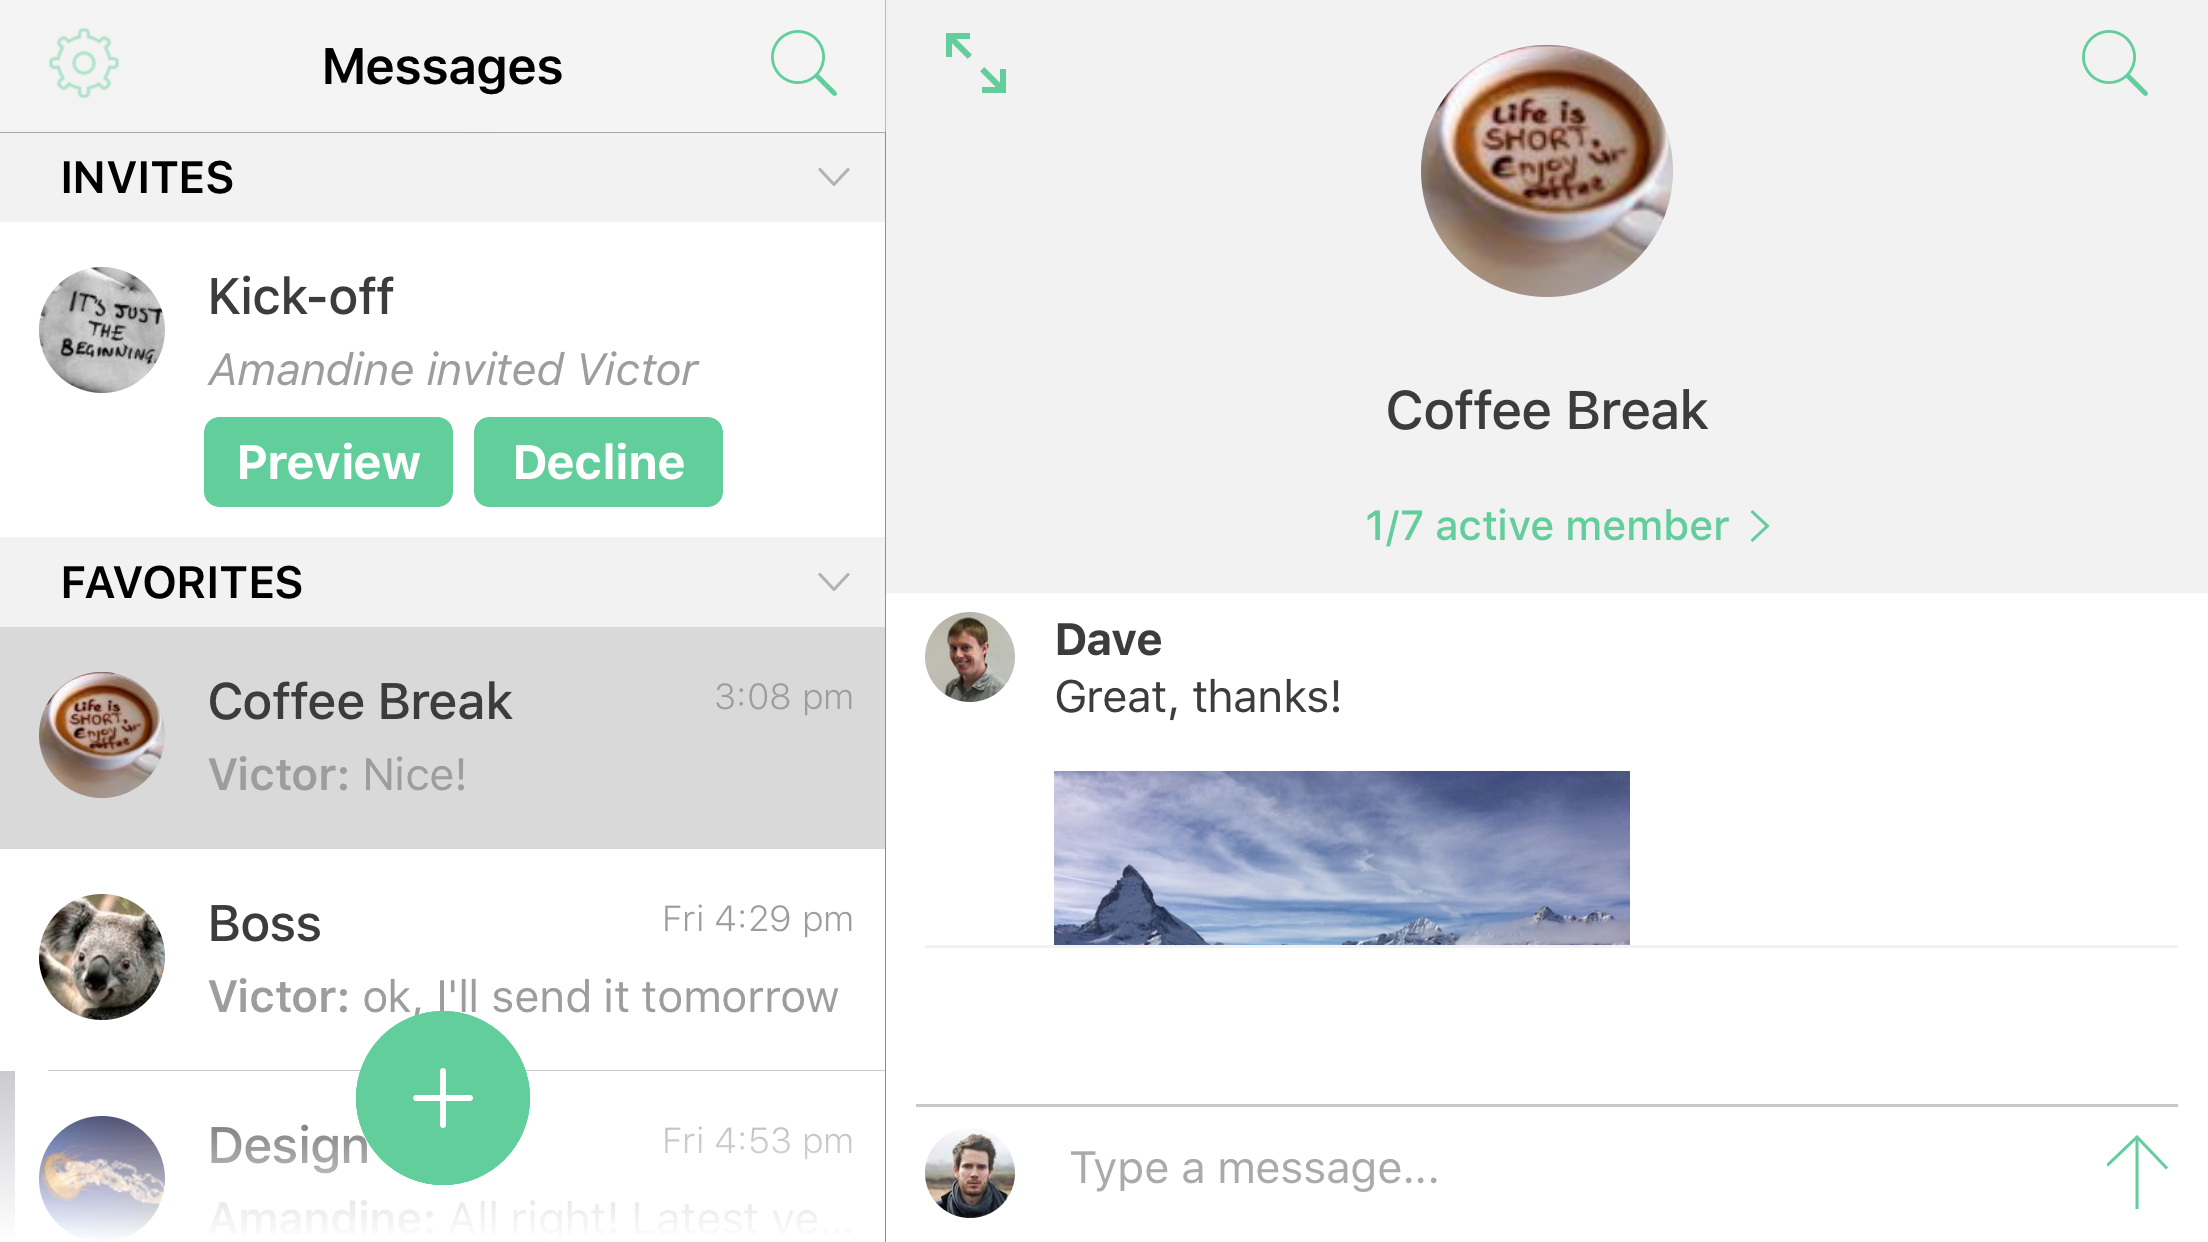 Messages
INVITES
IT'S JUST
THE
BEGINNING.
Kick-off
Amandine invited Victor
Preview
Decline
FAVORITES
Life is
SHORT.
Enjoy ur
coffee
Coffee Break
3:08 pm
Victor: Nice!
Boss
Fri 4:29 pm
Victor: ok, I'll send it tomorrow
Design
Fri 4:53 pm
Amandine: All right! Latest ve...
Life is
SHORT.
Enjoy ur
coffee
Coffee Break
1/7 active member
Dave
Great, thanks!
Type a message...